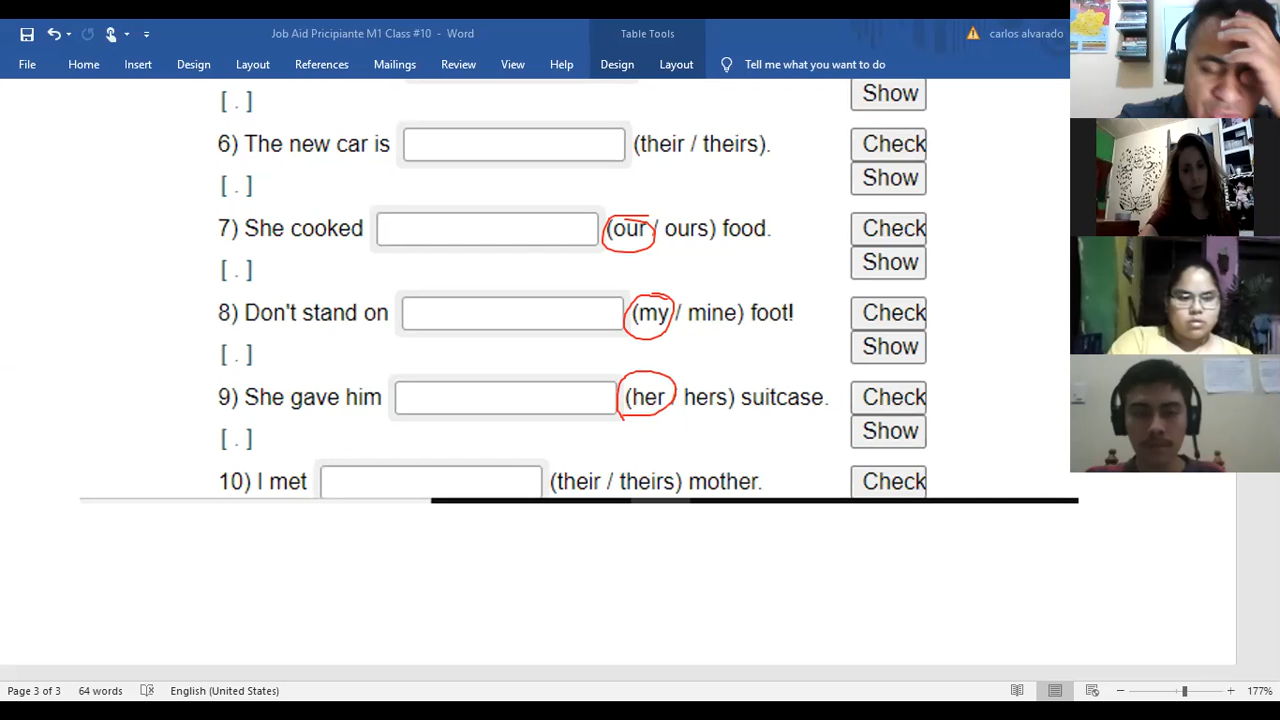 Job Aid Pricipiante M1 Class #10 - Word
Table Tools
carlos alvarado
File Home Insert Design Layout References Mailings Review View Help Design Layout Tell me what you want to do
[ . ] Show
6) The new car is (their / theirs). Check
[ . ] Show
7) She cooked (our / ours) food. Check
[ . ] Show
8) Don't stand on (my / mine) foot! Check
[ . ] Show
9) She gave him (her / hers) suitcase. Check
[ . ] Show
10) I met (their / theirs) mother. Check
Page 3 of 3 64 words English (United States) 177%